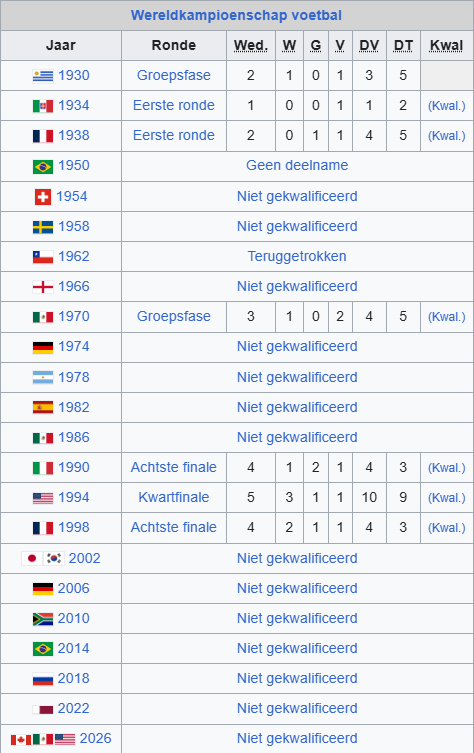 Wereldkampioenschap voetbal
Jaar Ronde Wed. W G V DV DT Kwal
1930 Groepsfase 2 1 0 1 3 5
1934 Eerste ronde 1 0 0 1 1 2 (Kwal.)
1938 Eerste ronde 2 0 1 1 4 5 (Kwal.)
1950 Geen deelname
1954 Niet gekwalificeerd
1958 Niet gekwalificeerd
1962 Teruggetrokken
1966 Niet gekwalificeerd
1970 Groepsfase 3 1 0 2 4 5 (Kwal.)
1974 Niet gekwalificeerd
1978 Niet gekwalificeerd
1982 Niet gekwalificeerd
1986 Niet gekwalificeerd
1990 Achtste finale 4 1 2 1 4 3 (Kwal.)
1994 Kwartfinale 5 3 1 1 10 9 (Kwal.)
1998 Achtste finale 4 2 1 1 4 3 (Kwal.)
2002 Niet gekwalificeerd
2006 Niet gekwalificeerd
2010 Niet gekwalificeerd
2014 Niet gekwalificeerd
2018 Niet gekwalificeerd
2022 Niet gekwalificeerd
2026 Niet gekwalificeerd